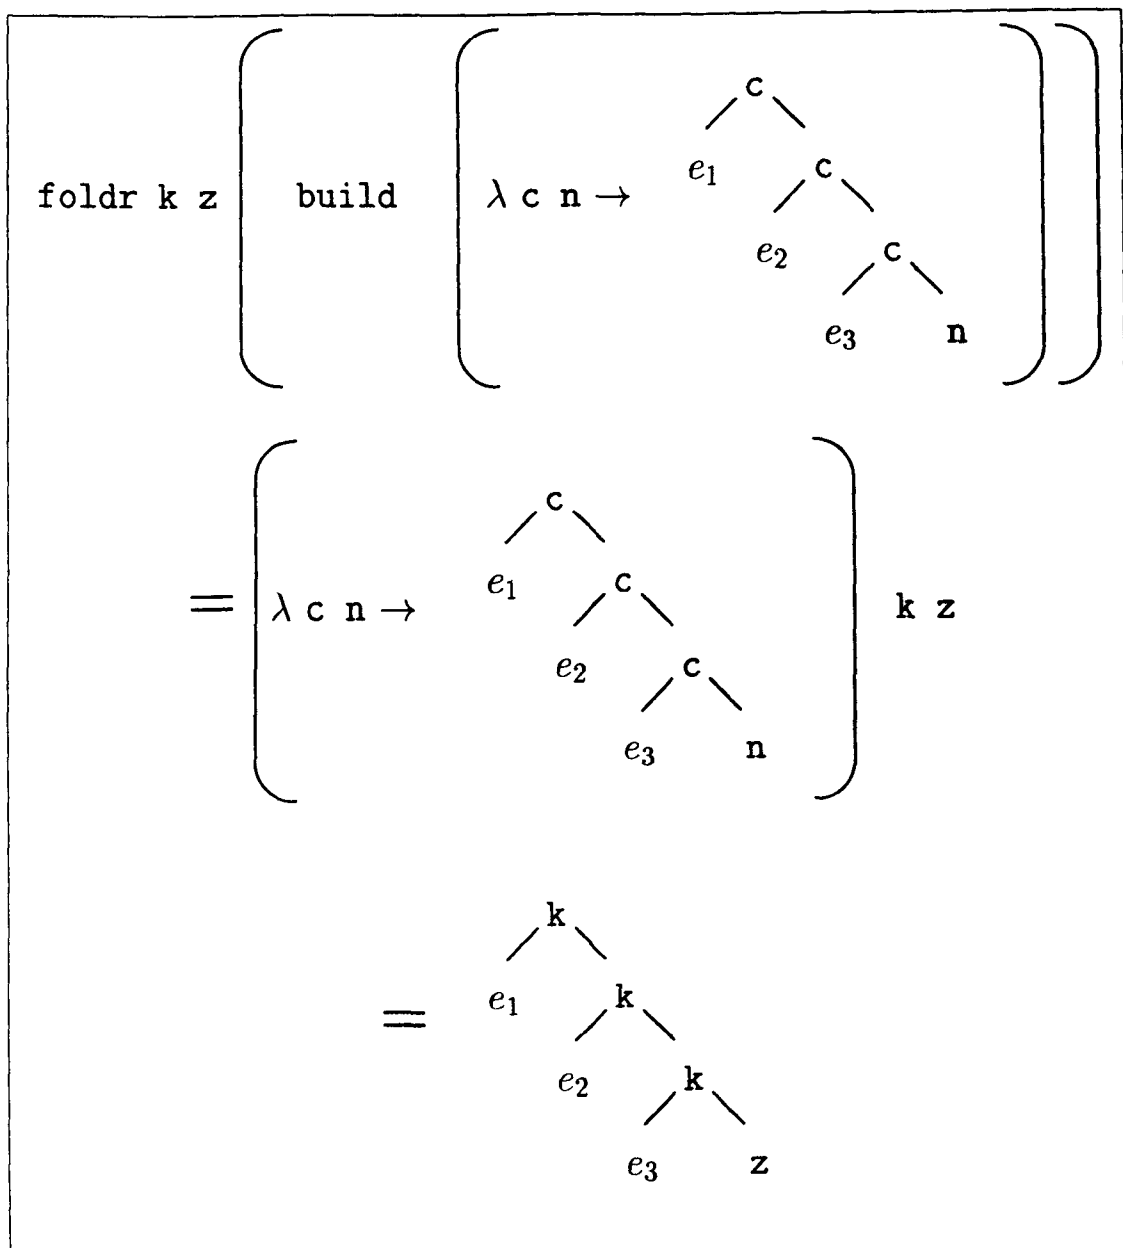 c
e₁ c
foldr k z ( build ( λ c n →
e₂ c
e₃ n ) )
c
e₁ c
= ( λ c n → ) k z
e₂ c
e₃ n
k
e₁ k
=
e₂ k
e₃ z